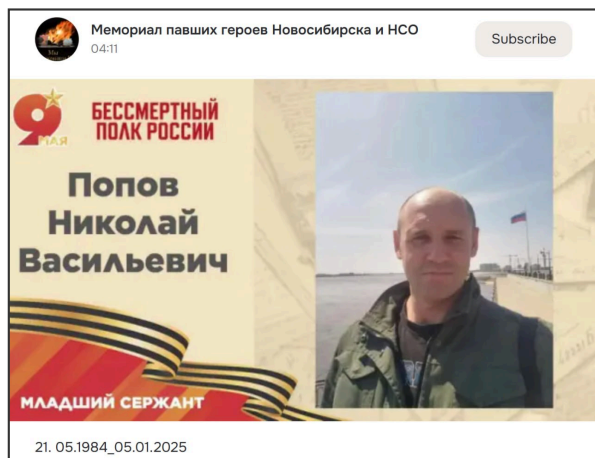 Мемориал павших героев Новосибирска и НСО
04:11
Subscribe
9
МАЯ
БЕССМЕРТНЫЙ
ПОЛК РОССИИ
Попов
Николай
Васильевич
МЛАДШИЙ СЕРЖАНТ
21. 05.1984_05.01.2025